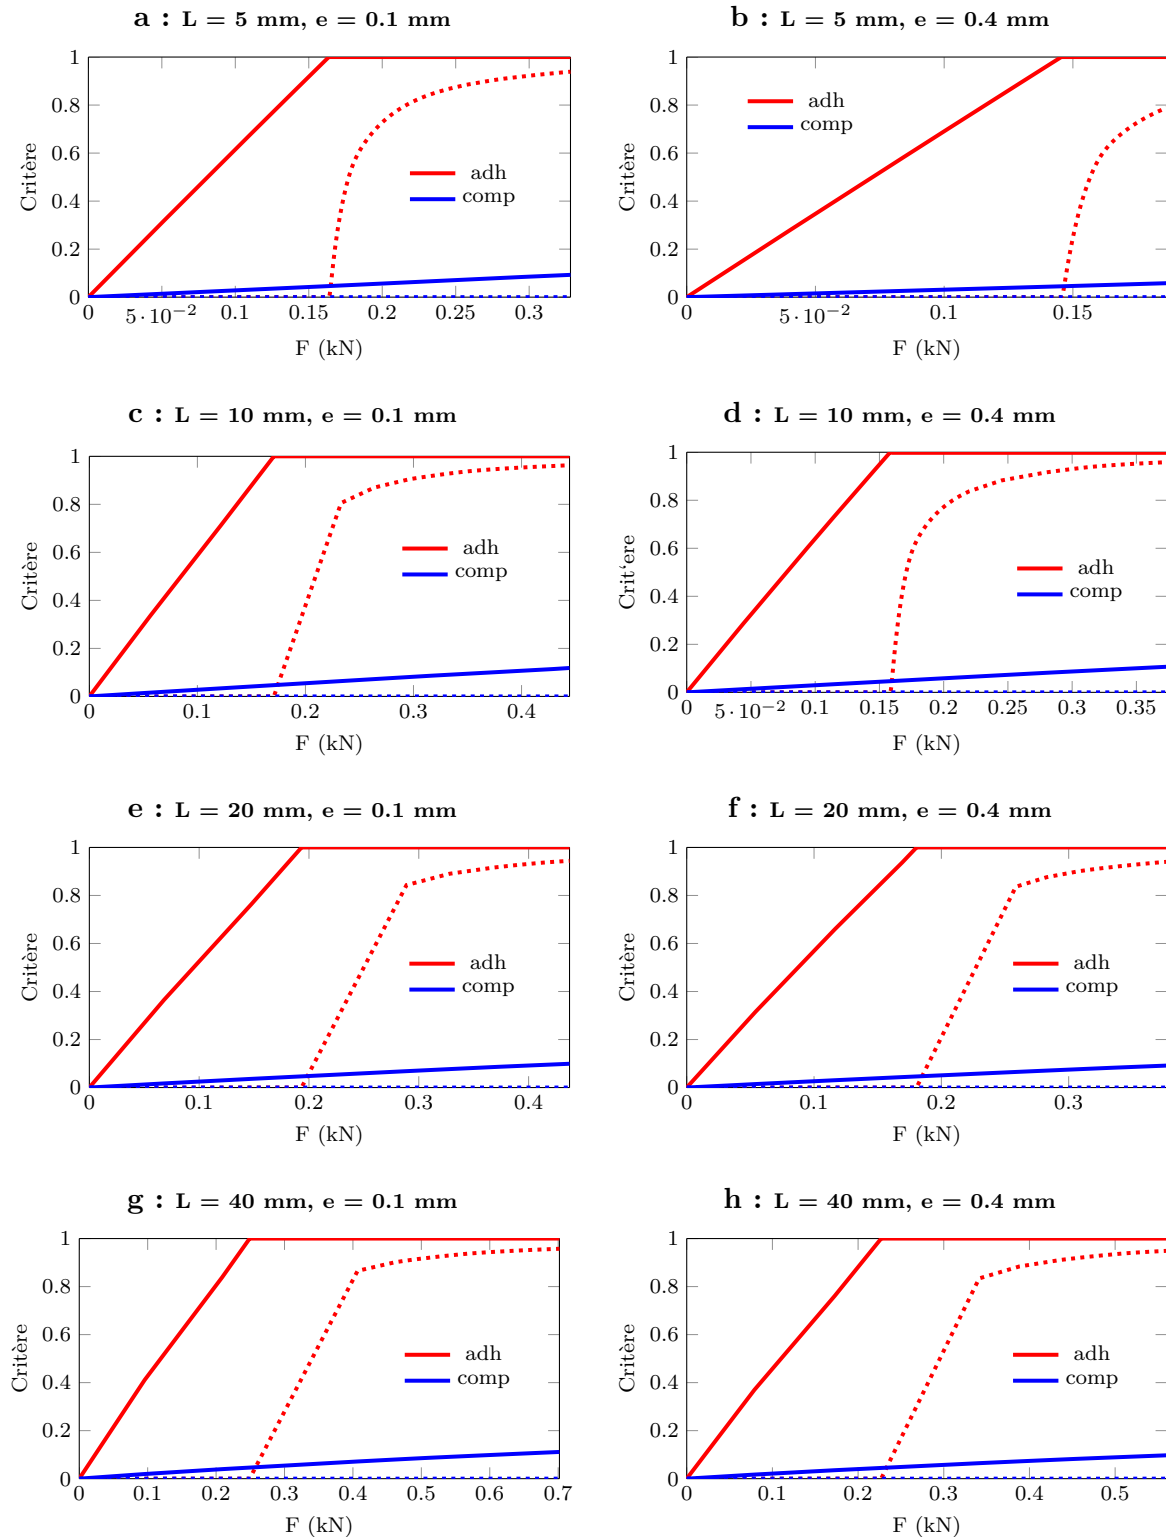 a : L = 5 mm, e = 0.1 mm
1
0.8
0.6
0.4
0.2
0
Critère
adh
comp
0 5·10−2 0.1 0.15 0.2 0.25 0.3
F (kN)
b : L = 5 mm, e = 0.4 mm
1
0.8
0.6
0.4
0.2
0
Critère
adh
comp
0 5·10−2 0.1 0.15
F (kN)
c : L = 10 mm, e = 0.1 mm
1
0.8
0.6
0.4
0.2
0
Critère
adh
comp
0 0.1 0.2 0.3 0.4
F (kN)
d : L = 10 mm, e = 0.4 mm
1
0.8
0.6
0.4
0.2
0
Crit‘ere
adh
comp
0 5·10−2 0.1 0.15 0.2 0.25 0.3 0.35
F (kN)
e : L = 20 mm, e = 0.1 mm
1
0.8
0.6
0.4
0.2
0
Critère
adh
comp
0 0.1 0.2 0.3 0.4
F (kN)
f : L = 20 mm, e = 0.4 mm
1
0.8
0.6
0.4
0.2
0
Critère
adh
comp
0 0.1 0.2 0.3
F (kN)
g : L = 40 mm, e = 0.1 mm
1
0.8
0.6
0.4
0.2
0
Critère
adh
comp
0 0.1 0.2 0.3 0.4 0.5 0.6 0.7
F (kN)
h : L = 40 mm, e = 0.4 mm
1
0.8
0.6
0.4
0.2
0
Critère
adh
comp
0 0.1 0.2 0.3 0.4 0.5
F (kN)